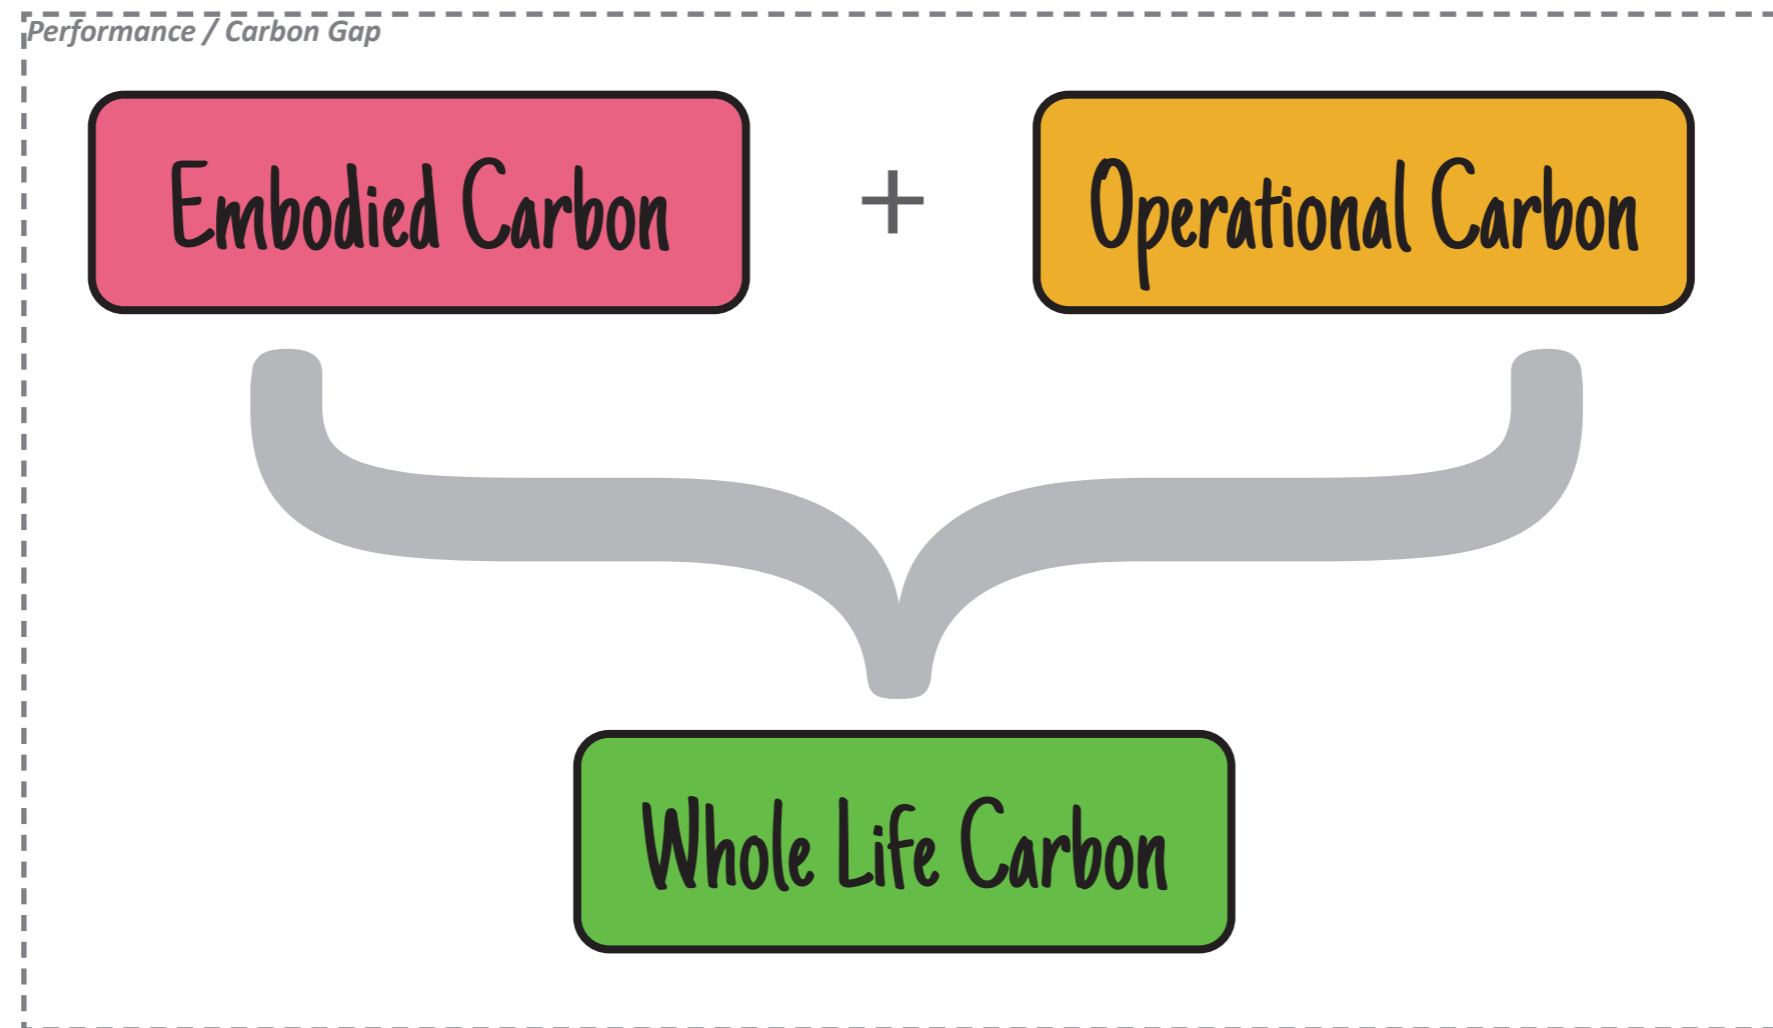 Performance / Carbon Gap
Embodied Carbon + Operational Carbon
Whole Life Carbon